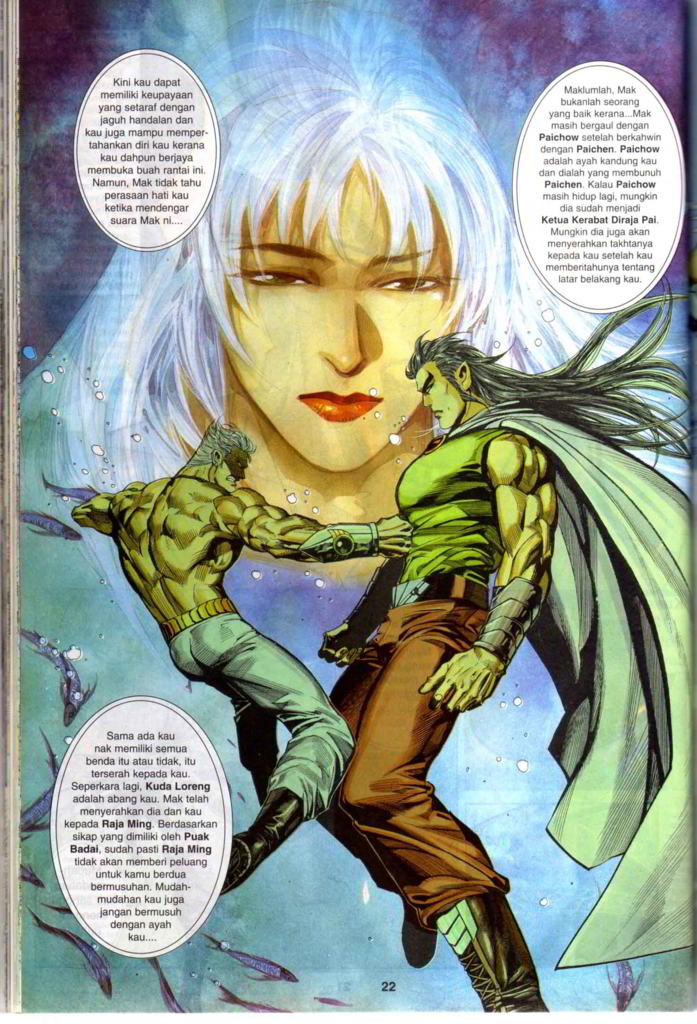 Kini kau dapat
memiliki keupayaan
yang setaraf dengan
jaguh handalan dan
kau juga mampu memper-
tahankan diri kau kerana
kau dahpun berjaya
membuka buah rantai ini.
Namun, Mak tidak tahu
perasaan hati kau
ketika mendengar
suara Mak ni....
Maklumlah, Mak
bukanlah seorang
yang baik kerana...Mak
masih bergaul dengan
Paichow setelah berkahwin
dengan Paichen. Paichow
adalah ayah kandung kau
dan dialah yang membunuh
Paichen. Kalau Paichow
masih hidup lagi, mungkin
dia sudah menjadi
Ketua Kerabat Diraja Pai.
Mungkin dia juga akan
menyerahkan takhtanya
kepada kau setelah kau
memberitahunya tentang
latar belakang kau.
Sama ada kau
nak memiliki semua
benda itu atau tidak, itu
terserah kepada kau.
Seperkara lagi, Kuda Loreng
adalah abang kau. Mak telah
menyerahkan dia dan kau
kepada Raja Ming. Berdasarkan
sikap yang dimiliki oleh Puak
Badai, sudah pasti Raja Ming
tidak akan memberi peluang
untuk kamu berdua
bermusuhan. Mudah-
mudahan kau juga
jangan bermusuh
dengan ayah
kau....
22